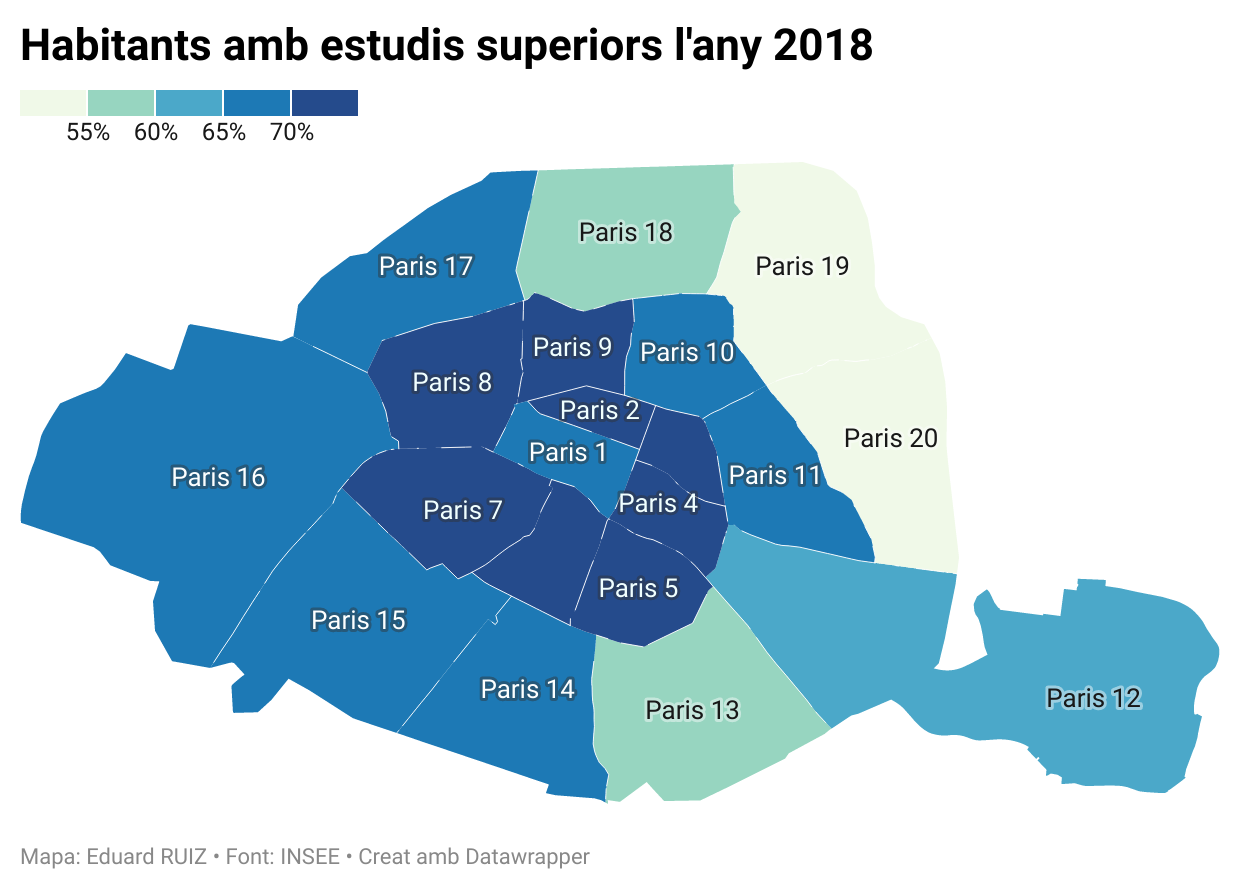 Habitants amb estudis superiors l'any 2018
55% 60% 65% 70%
Paris 18
Paris 17
Paris 19
Paris 9
Paris 10
Paris 8
Paris 2
Paris 20
Paris 1
Paris 16
Paris 11
Paris 7
Paris 4
Paris 5
Paris 15
Paris 14
Paris 12
Paris 13
Mapa: Eduard RUIZ • Font: INSEE • Creat amb Datawrapper